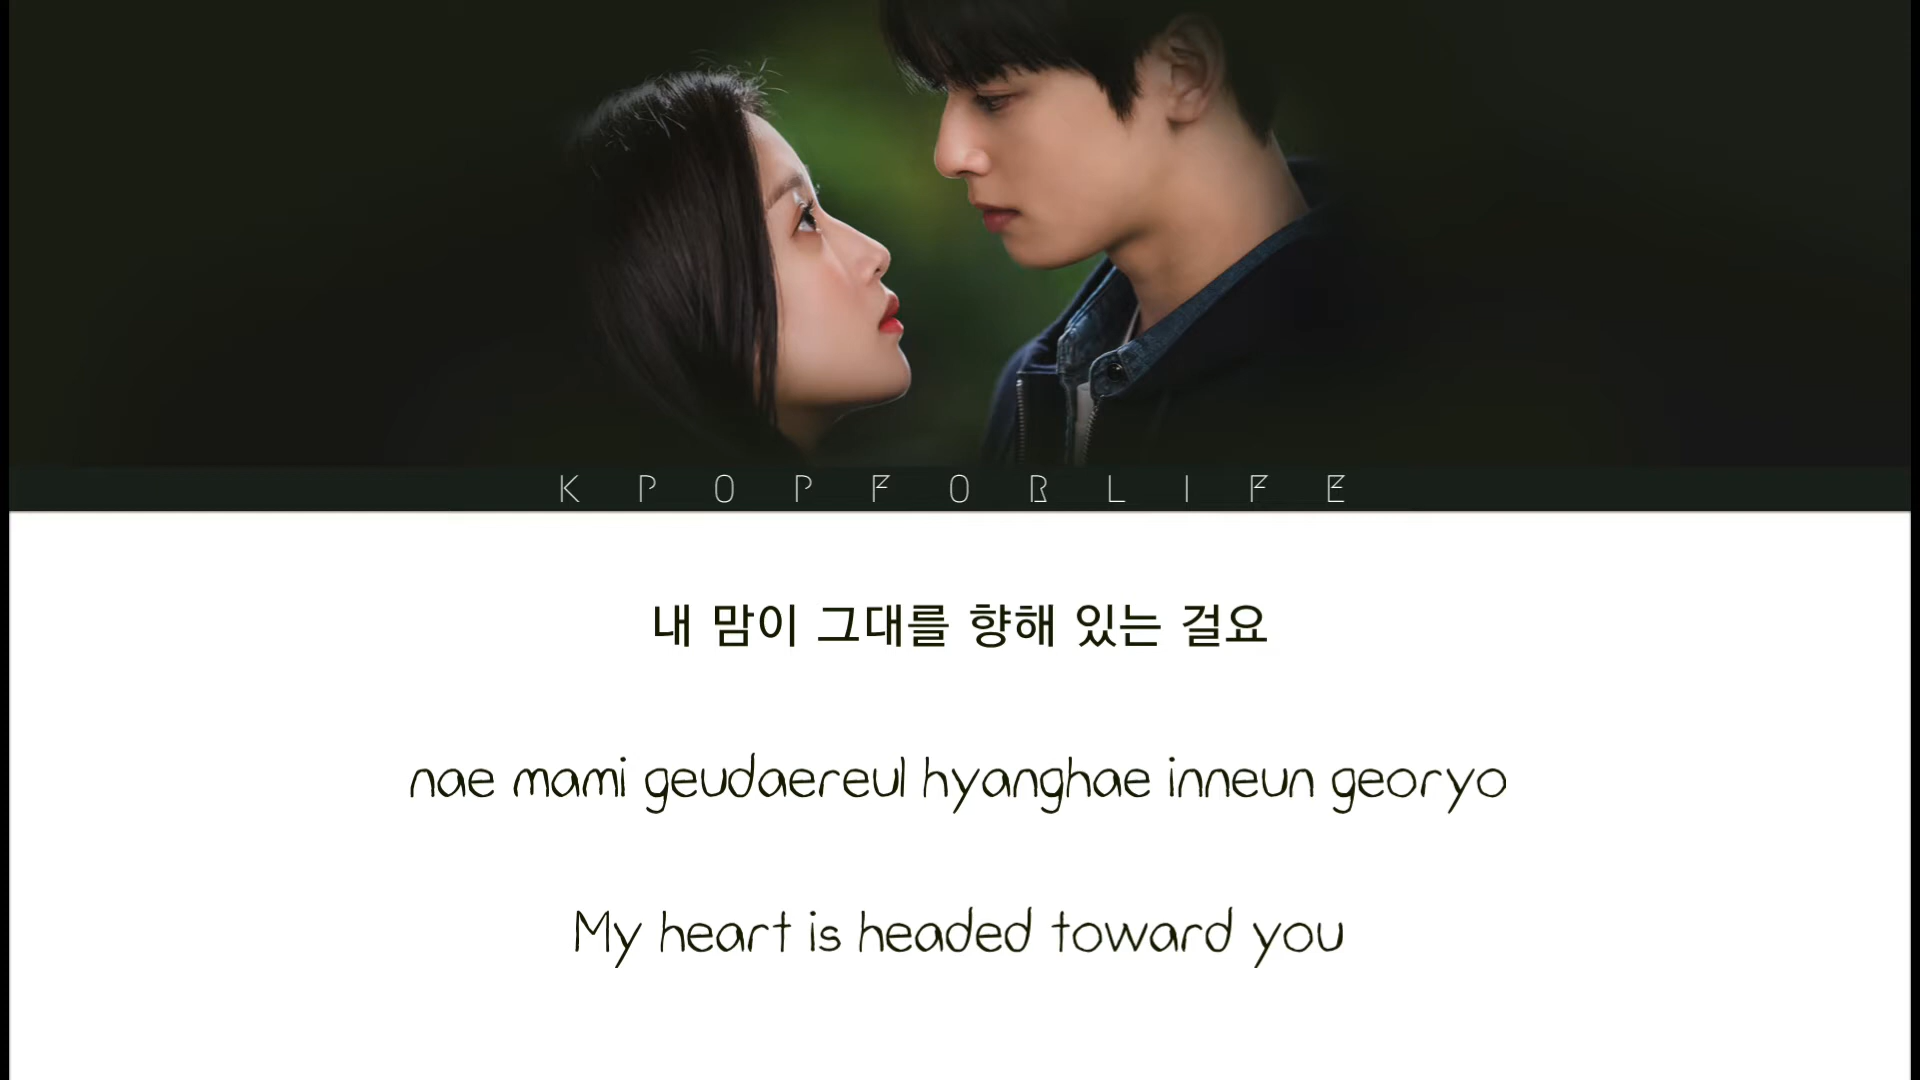 KPOPFORLIFE
내 맘이 그대를 향해 있는 걸요
nae mami geudaereul hyanghae inneun georyo
My heart is headed toward you